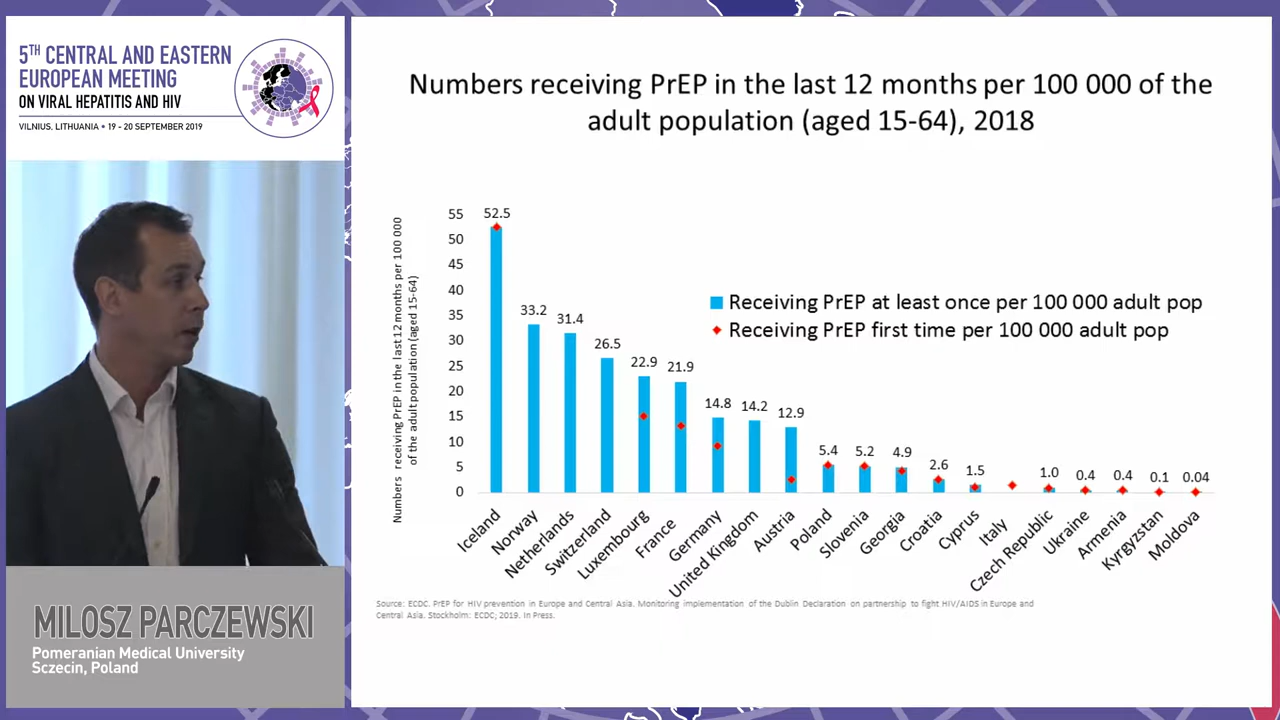 5TH CENTRAL AND EASTERN
EUROPEAN MEETING
ON VIRAL HEPATITIS AND HIV
VILNIUS, LITHUANIA • 19 - 20 SEPTEMBER 2019
MILOSZ PARCZEWSKI
Pomeranian Medical University
Sczecin, Poland
Numbers receiving PrEP in the last 12 months per 100 000 of the
adult population (aged 15-64), 2018
Numbers receiving PrEP in the last 12 months per 100 000
of the adult population (aged 15-64)
55
50
45
40
35
30
25
20
15
10
5
0
52.5
33.2
31.4
26.5
22.9
21.9
14.8
14.2
12.9
5.4
5.2
4.9
2.6
1.5
1.0
0.4
0.4
0.1
0.04
Receiving PrEP at least once per 100 000 adult pop
Receiving PrEP first time per 100 000 adult pop
Iceland
Norway
Netherlands
Switzerland
Luxembourg
France
Germany
United Kingdom
Austria
Poland
Slovenia
Georgia
Croatia
Cyprus
Italy
Czech Republic
Ukraine
Armenia
Kyrgyzstan
Moldova
Source: ECDC. PrEP for HIV prevention in Europe and Central Asia. Monitoring implementation of the Dublin Declaration on partnership to fight HIV/AIDS in Europe and
Central Asia. Stockholm: ECDC; 2019. In Press.